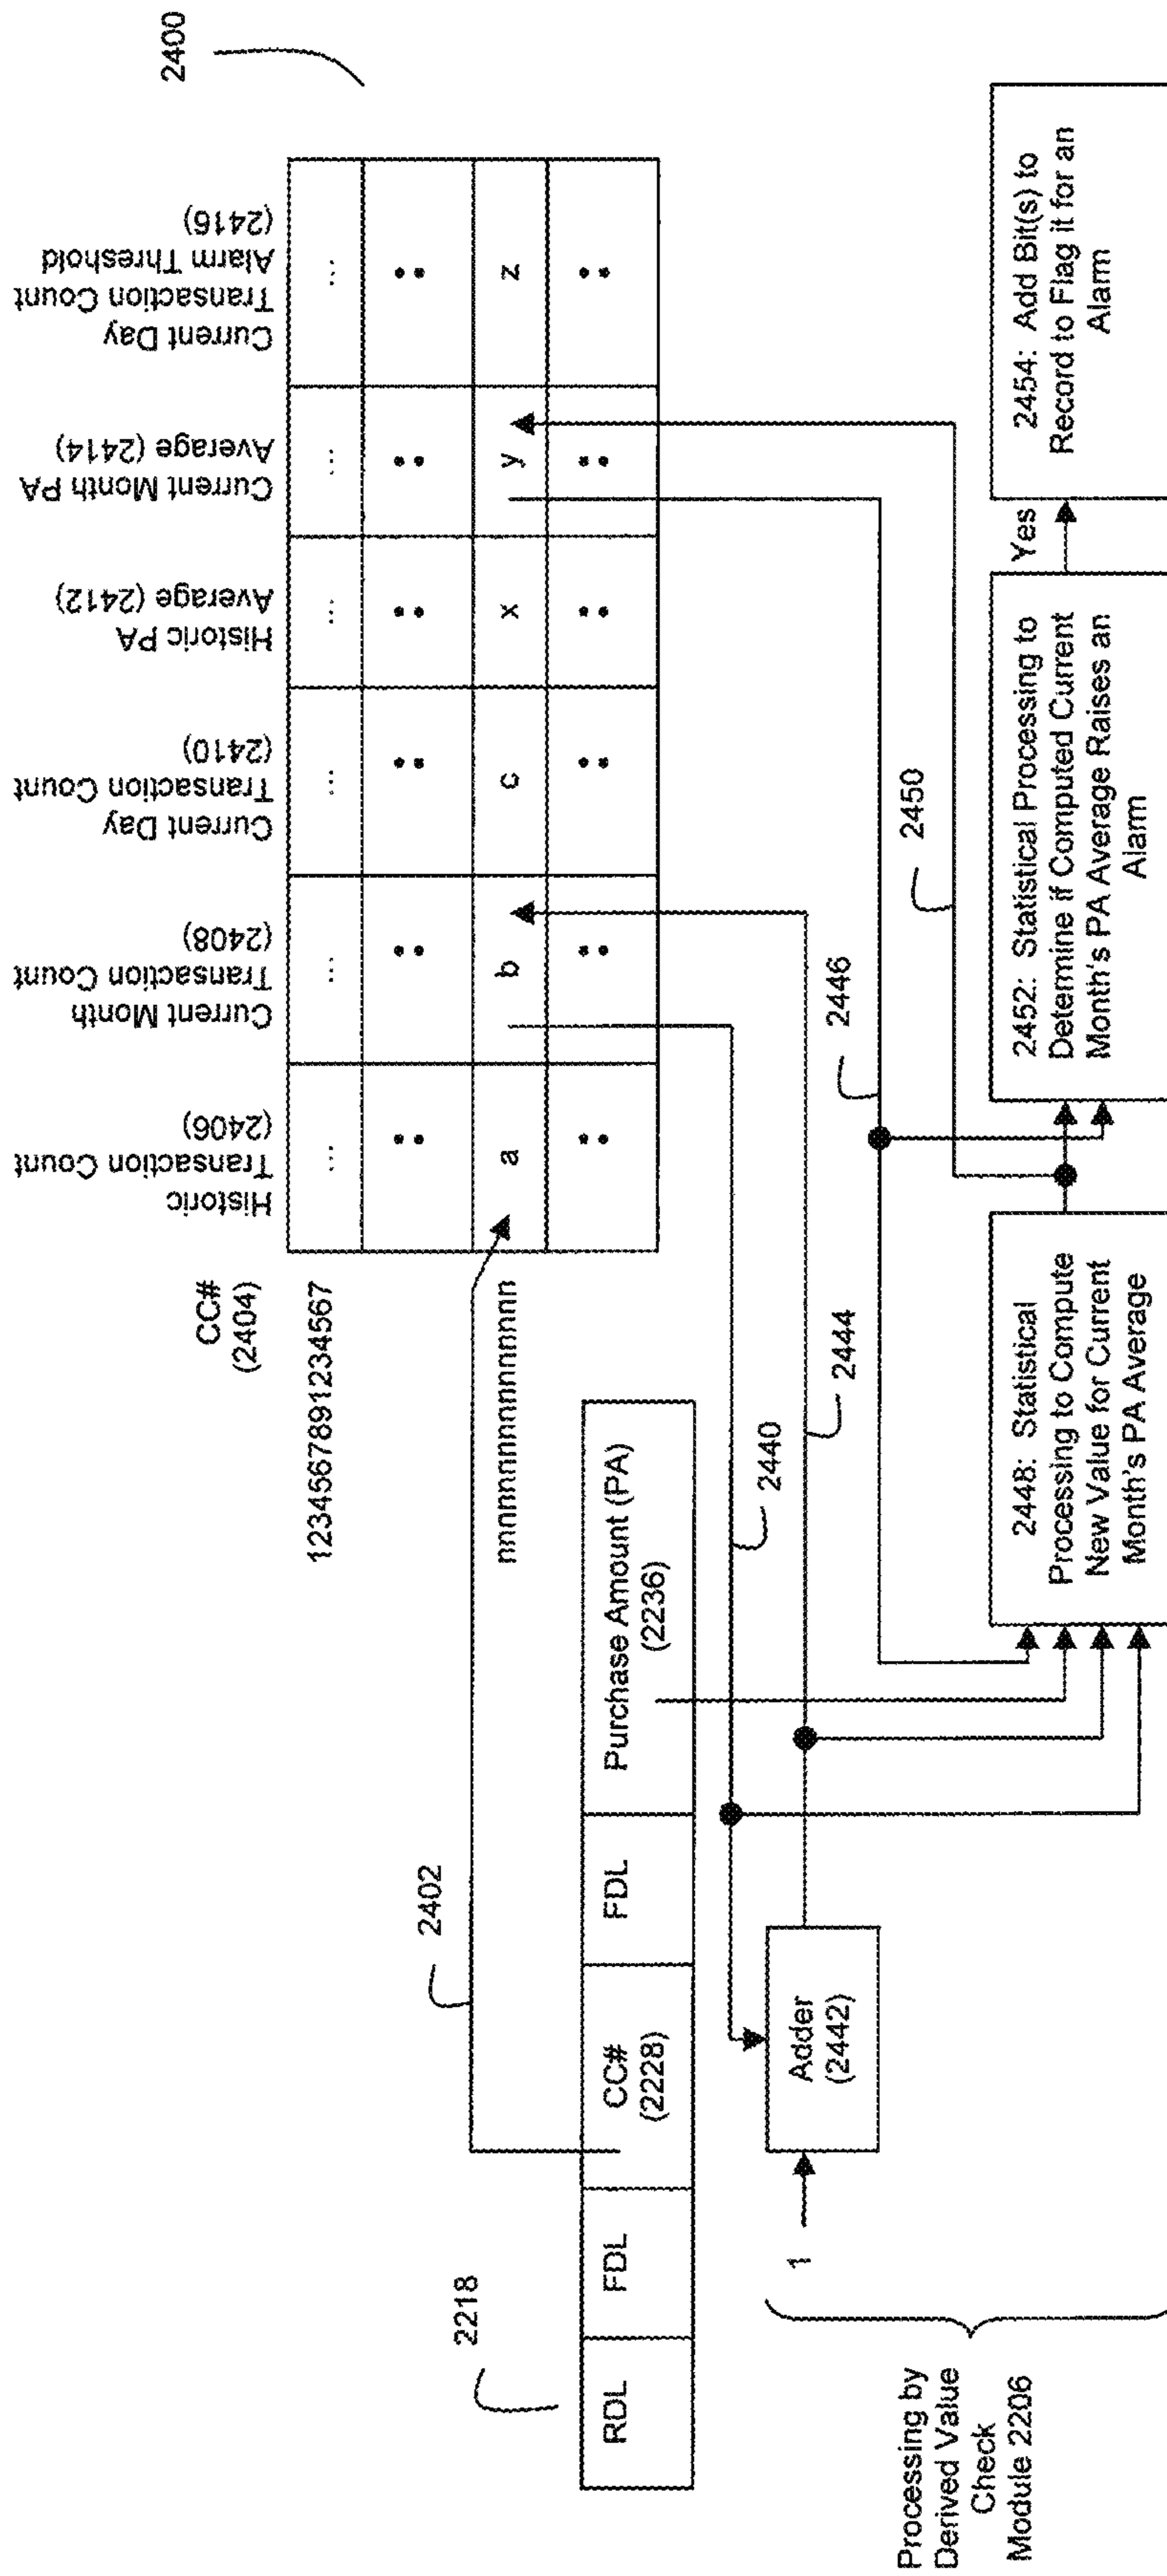 2400
CC#
(2404)
Historic
Transaction Count
(2406)
Current Month
Transaction Count
(2408)
Current Day
Transaction Count
(2410)
Historic PA
Average (2412)
Current Month PA
Average (2414)
Current Day
Transaction Count
Alarm Threshold
(2416)
12345678912334567
... ... ... ... ... ...
nnnnnnnnnnnnnnnn
a b c x y z
2402
2218
RDL
FDL
CC#
(2228)
FDL
Purchase Amount (PA)
(2236)
2440
2444
2446
2450
1
Adder
(2442)
Processing by
Derived Value
Check
Module 2206
2448: Statistical
Processing to Compute
New Value for Current
Month's PA Average
2452: Statistical Processing to
Determine if Computed Current
Month's PA Average Raises an
Alarm
Yes
2454: Add Bit(s) to
Record to Flag it for an
Alarm